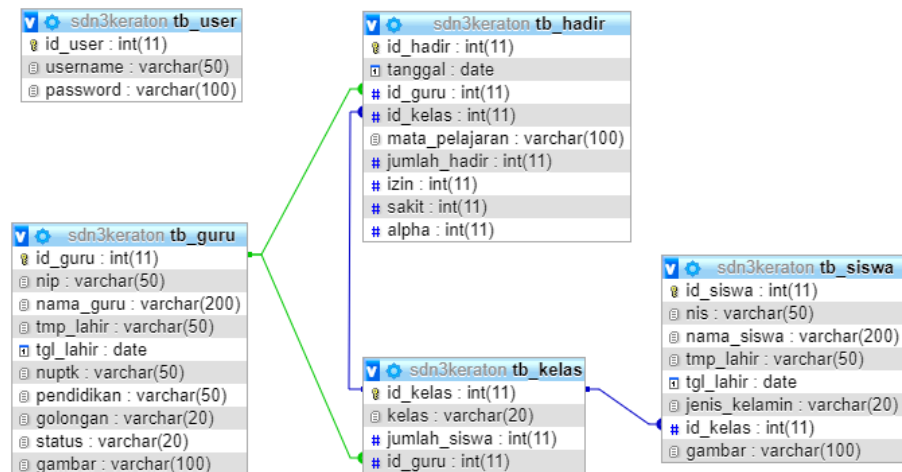 sdn3keraton tb_user
id_user : int(11)
username : varchar(50)
password : varchar(100)
sdn3keraton tb_hadir
id_hadir : int(11)
tanggal : date
id_guru : int(11)
id_kelas : int(11)
mata_pelajaran : varchar(100)
jumlah_hadir : int(11)
izin : int(11)
sakit : int(11)
alpha : int(11)
sdn3keraton tb_guru
id_guru : int(11)
nip : varchar(50)
nama_guru : varchar(200)
tmp_lahir : varchar(50)
tgl_lahir : date
nuptk : varchar(50)
pendidikan : varchar(50)
golongan : varchar(20)
status : varchar(20)
gambar : varchar(100)
sdn3keraton tb_kelas
id_kelas : int(11)
kelas : varchar(20)
jumlah_siswa : int(11)
id_guru : int(11)
sdn3keraton tb_siswa
id_siswa : int(11)
nis : varchar(50)
nama_siswa : varchar(200)
tmp_lahir : varchar(50)
tgl_lahir : date
jenis_kelamin : varchar(20)
id_kelas : int(11)
gambar : varchar(100)